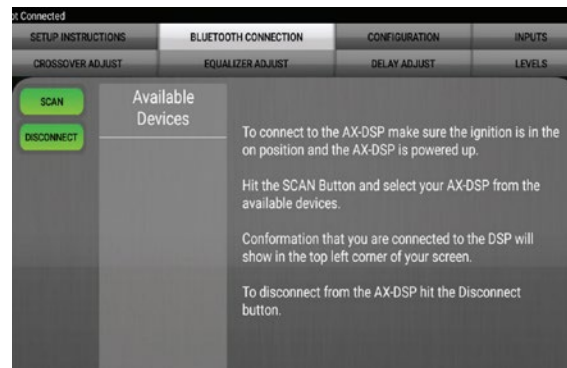 ot Connected
SETUP INSTRUCTIONS BLUETOOTH CONNECTION CONFIGURATION INPUTS
CROSSOVER ADJUST EQUALIZER ADJUST DELAY ADJUST LEVELS
SCAN
DISCONNECT
Available
Devices
To connect to the AX-DSP make sure the ignition is in the
on position and the AX-DSP is powered up.
Hit the SCAN Button and select your AX-DSP from the
available devices.
Conformation that you are connected to the DSP will
show in the top left corner of your screen.
To disconnect from the AX-DSP hit the Disconnect
button.